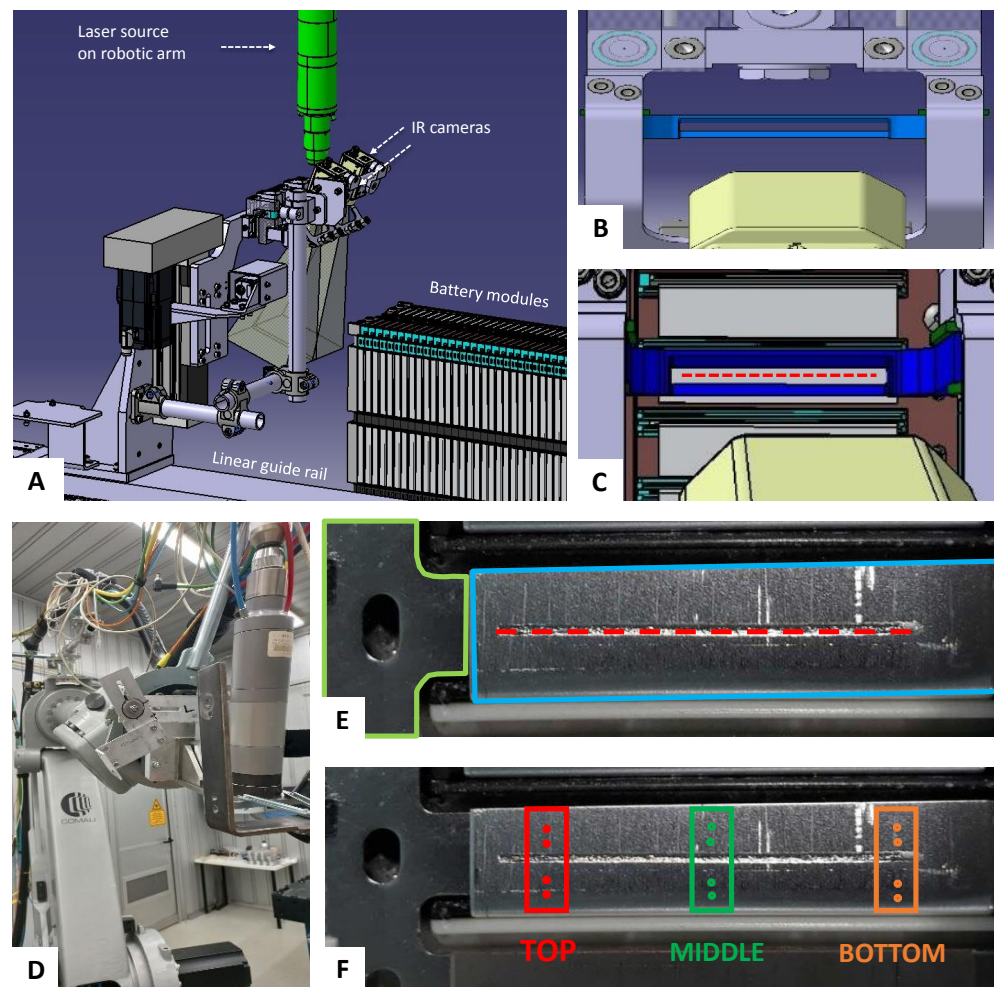 Laser source
on robotic arm
IR cameras
Battery modules
Linear guide rail
A
B
C
COMAU
D
E
TOP
MIDDLE
BOTTOM
F